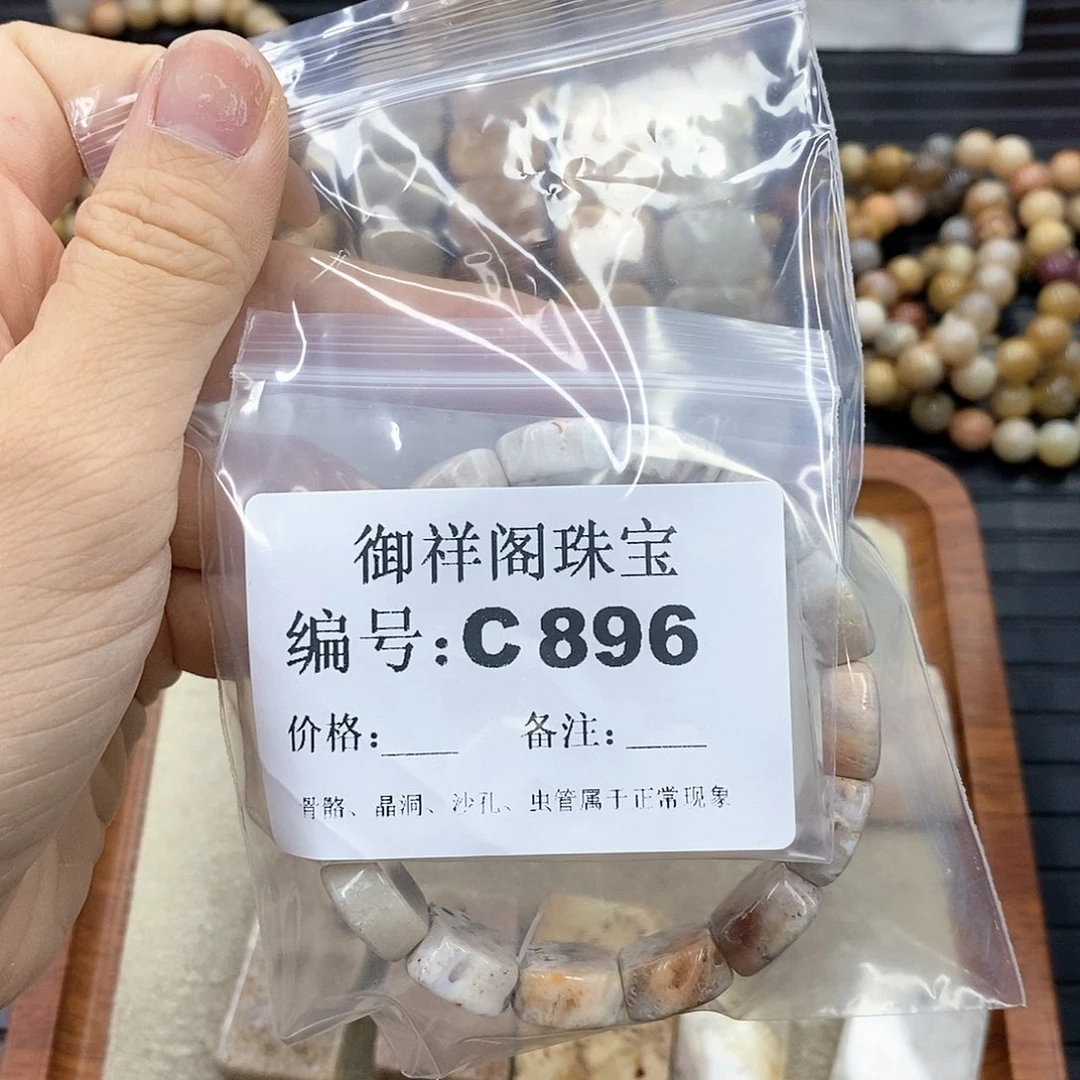 御祥阁珠宝
编号:C896
价格:____ 备注:____
骨骼、晶洞、沙孔、虫管属于正常现象